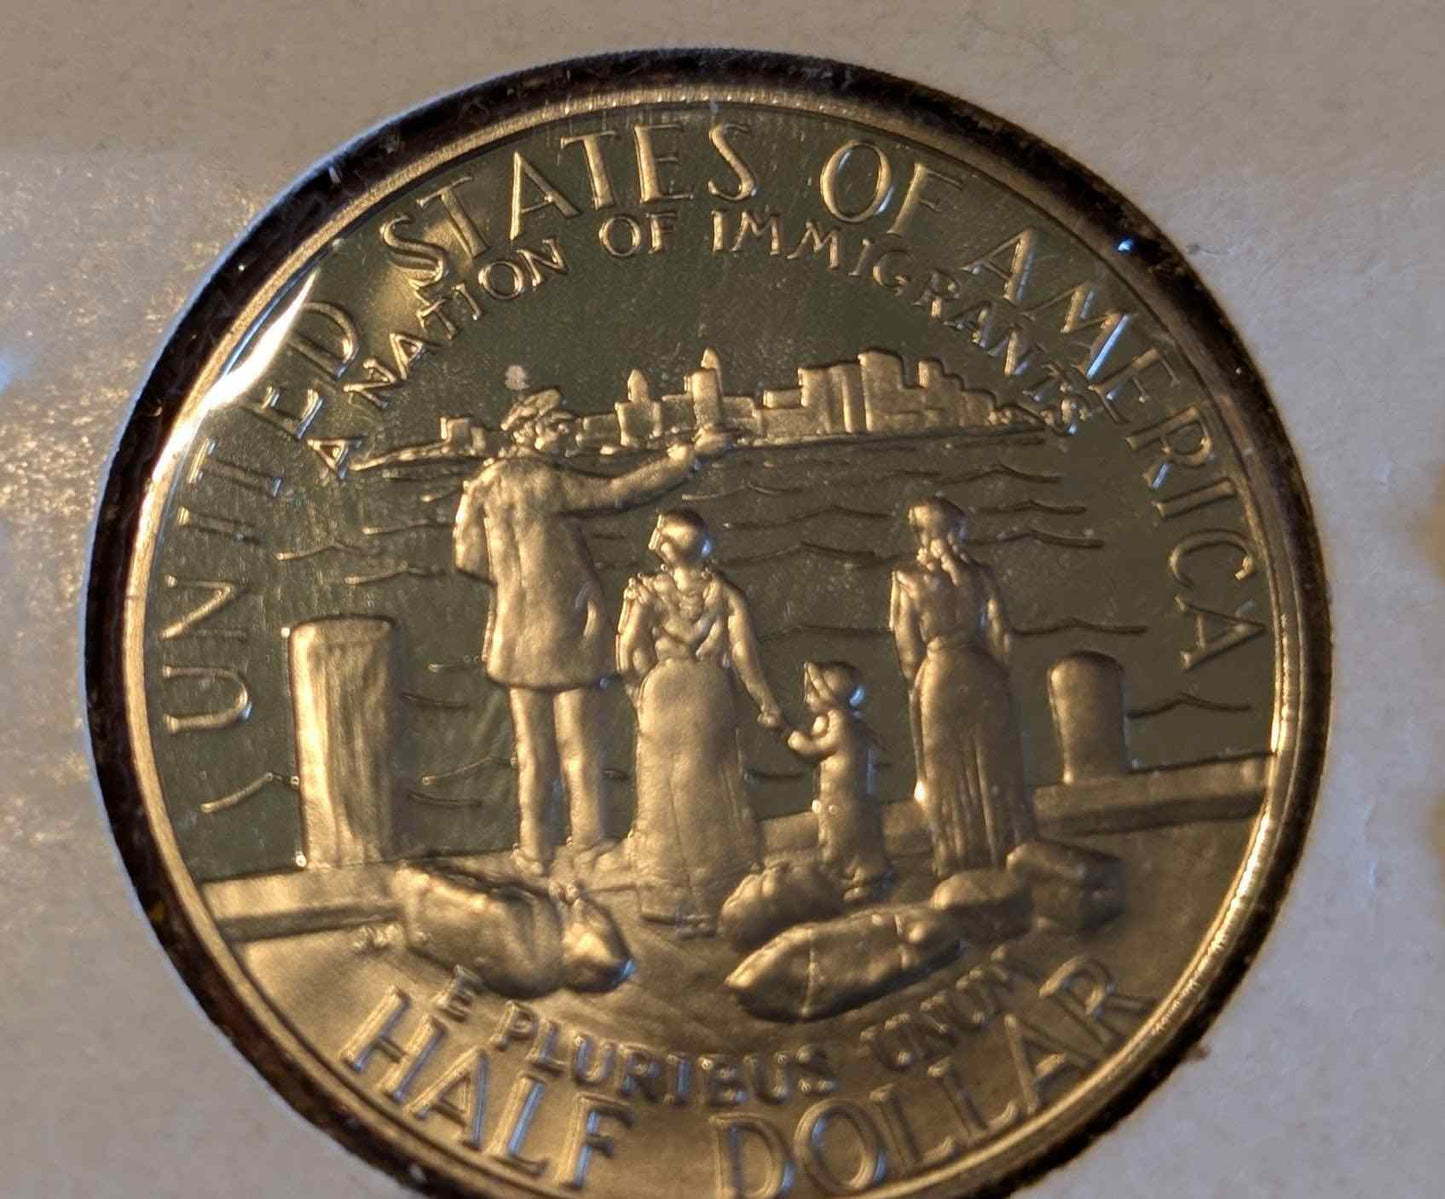 UNITED STATES OF AMERICA
A NATION OF IMMIGRANTS
E PLURIBUS UNUM
HALF DOLLAR